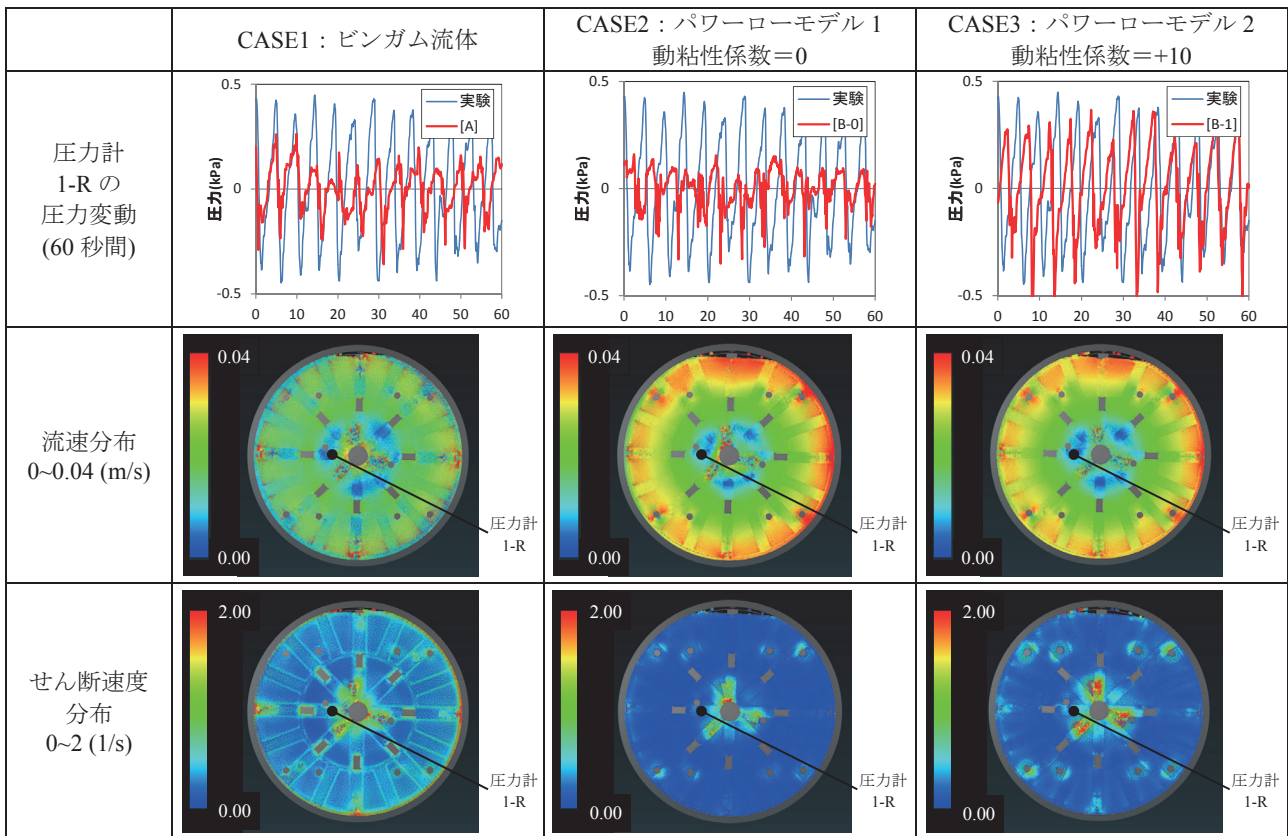 CASE1：ビンガム流体
CASE2：パワーローモデル 1
動粘性係数＝0
CASE3：パワーローモデル 2
動粘性係数＝+10
圧力計
1-R の
圧力変動
(60 秒間)
0.5
0
-0.5
圧力(kPa)
実験
[A]
0 10 20 30 40 50 60
0.5
0
-0.5
圧力(kPa)
実験
[B-0]
0 10 20 30 40 50 60
0.5
0
-0.5
圧力(kPa)
実験
[B-1]
0 10 20 30 40 50 60
流速分布
0~0.04 (m/s)
0.04
0.00
圧力計
1-R
0.04
0.00
圧力計
1-R
0.04
0.00
圧力計
1-R
せん断速度
分布
0~2 (1/s)
2.00
0.00
圧力計
1-R
2.00
0.00
圧力計
1-R
2.00
0.00
圧力計
1-R